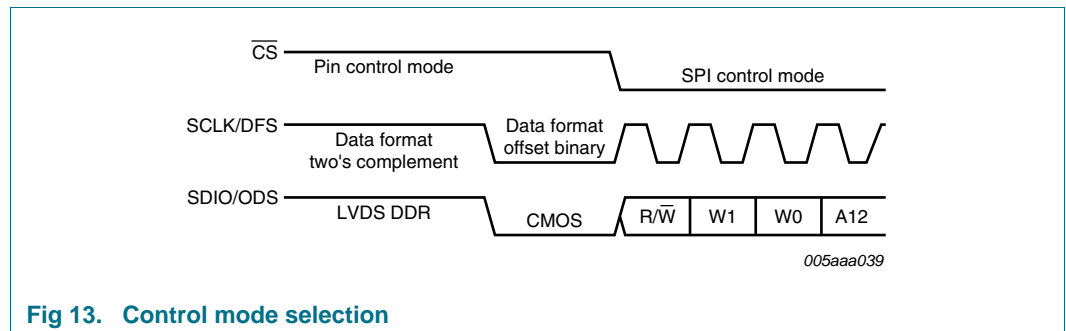 C̅S̅
Pin control mode
SPI control mode
SCLK/DFS
Data format
two's complement
Data format
offset binary
SDIO/ODS
LVDS DDR
CMOS
R/W̅
W1
W0
A12
005aaa039
Fig 13. Control mode selection